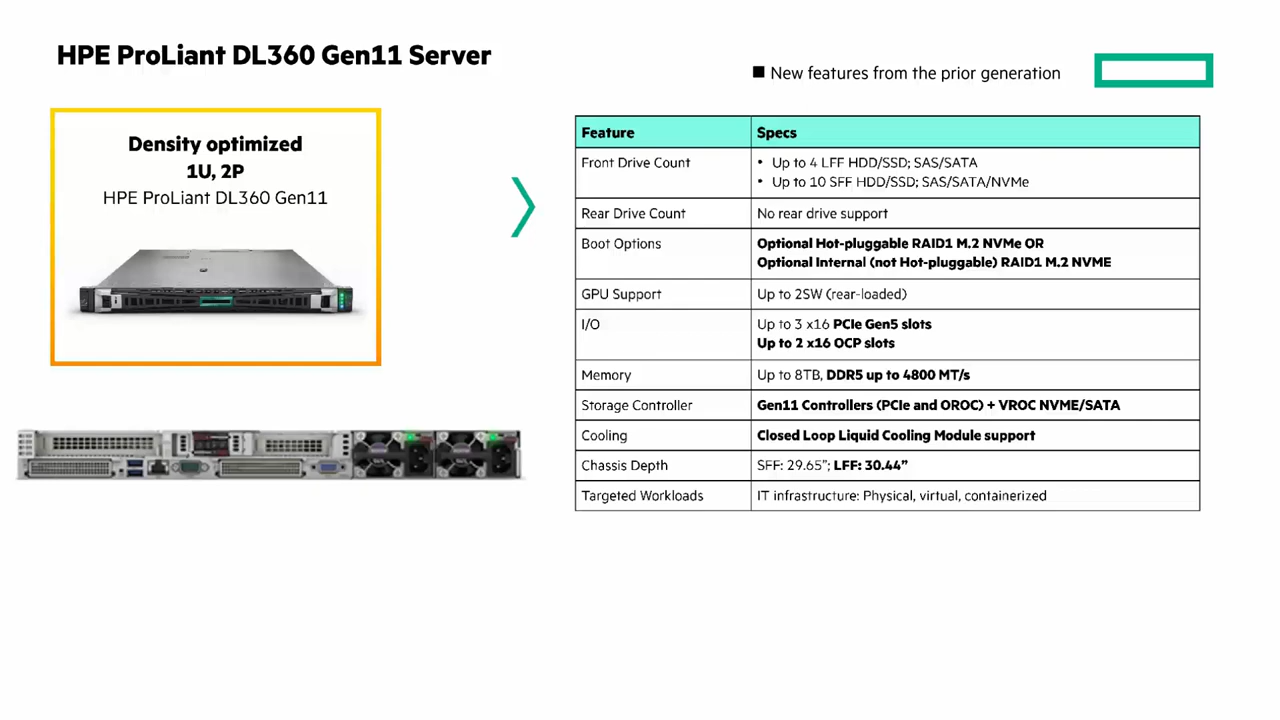 HPE ProLiant DL360 Gen11 Server
■ New features from the prior generation
Density optimized
1U, 2P
HPE ProLiant DL360 Gen11
Feature Specs
Front Drive Count
• Up to 4 LFF HDD/SSD; SAS/SATA
• Up to 10 SFF HDD/SSD; SAS/SATA/NVMe
Rear Drive Count No rear drive support
Boot Options Optional Hot-pluggable RAID1 M.2 NVMe OR
Optional Internal (not Hot-pluggable) RAID1 M.2 NVME
GPU Support Up to 2SW (rear-loaded)
I/O Up to 3 x16 PCIe Gen5 slots
Up to 2 x16 OCP slots
Memory Up to 8TB, DDR5 up to 4800 MT/s
Storage Controller Gen11 Controllers (PCIe and OROC) + VROC NVME/SATA
Cooling Closed Loop Liquid Cooling Module support
Chassis Depth SFF: 29.65”; LFF: 30.44”
Targeted Workloads IT infrastructure: Physical, virtual, containerized